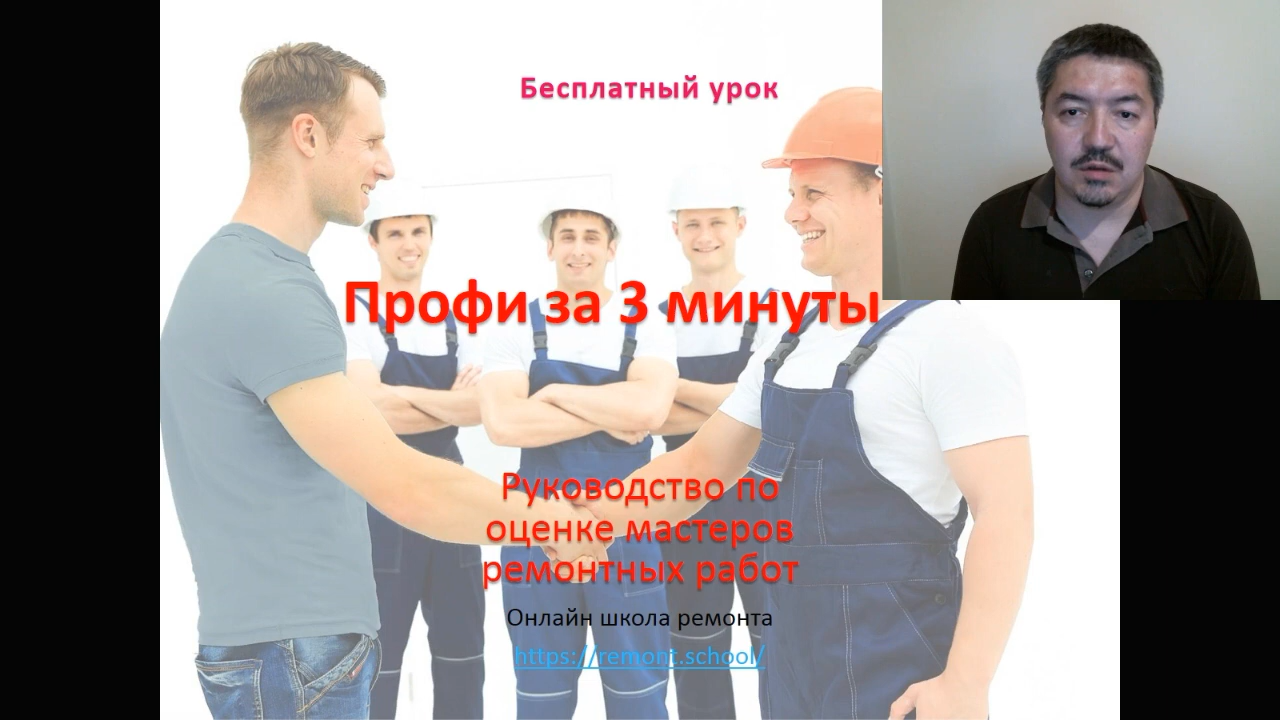 Бесплатный урок
Профи за 3 минуты
Руководство по
оценке мастеров
ремонтных работ
Онлайн школа ремонта
https://remont.school/